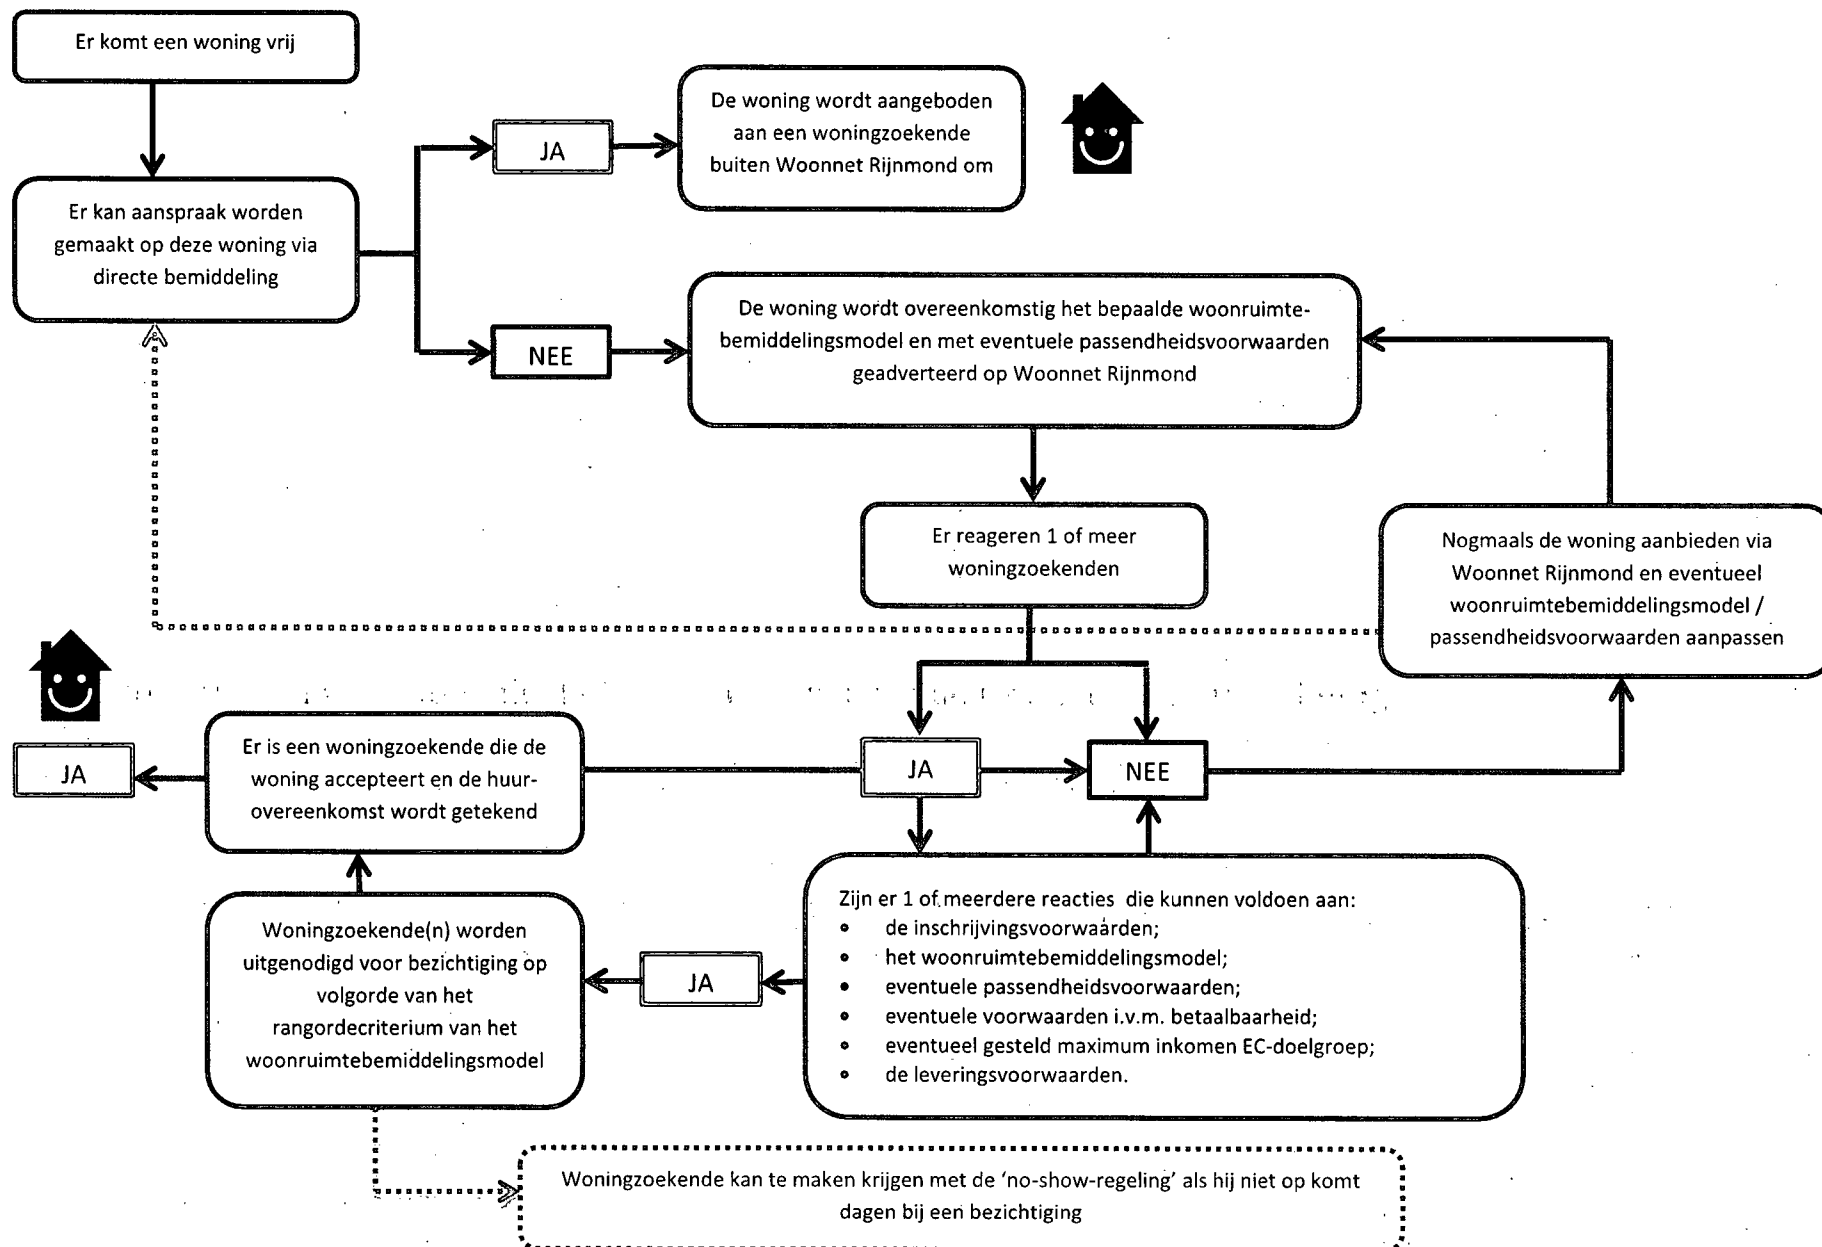 Er komt een woning vrij
Er kan aanspraak worden
gemaakt op deze woning via
directe bemiddeling
JA
De woning wordt aangeboden
aan een woningzoekende
buiten Woonnet Rijnmond om
NEE
De woning wordt overeenkomstig het bepaalde woonruimte-
bemiddelingsmodel en met eventuele passendheidsvoorwaarden
geadverteerd op Woonnet Rijnmond
Er reageren 1 of meer
woningzoekenden
Nogmaals de woning aanbieden via
Woonnet Rijnmond en eventueel
woonruimtebemiddelingsmodel /
passendheidsvoorwaarden aanpassen
JA
Er is een woningzoekende die de
woning accepteert en de huur-
overeenkomst wordt getekend
JA
NEE
Woningzoekende(n) worden
uitgenodigd voor bezichtiging op
volgorde van het
rangordecriterium van het
woonruimtebemiddelingsmodel
JA
Zijn er 1 of meerdere reacties die kunnen voldoen aan:
• de inschrijvingsvoorwaarden;
• het woonruimtebemiddelingsmodel;
• eventuele passendheidsvoorwaarden;
• eventuele voorwaarden i.v.m. betaalbaarheid;
• eventueel gesteld maximum inkomen EC-doelgroep;
• de leveringsvoorwaarden.
Woningzoekende kan te maken krijgen met de ‘no-show-regeling’ als hij niet op komt
dagen bij een bezichtiging